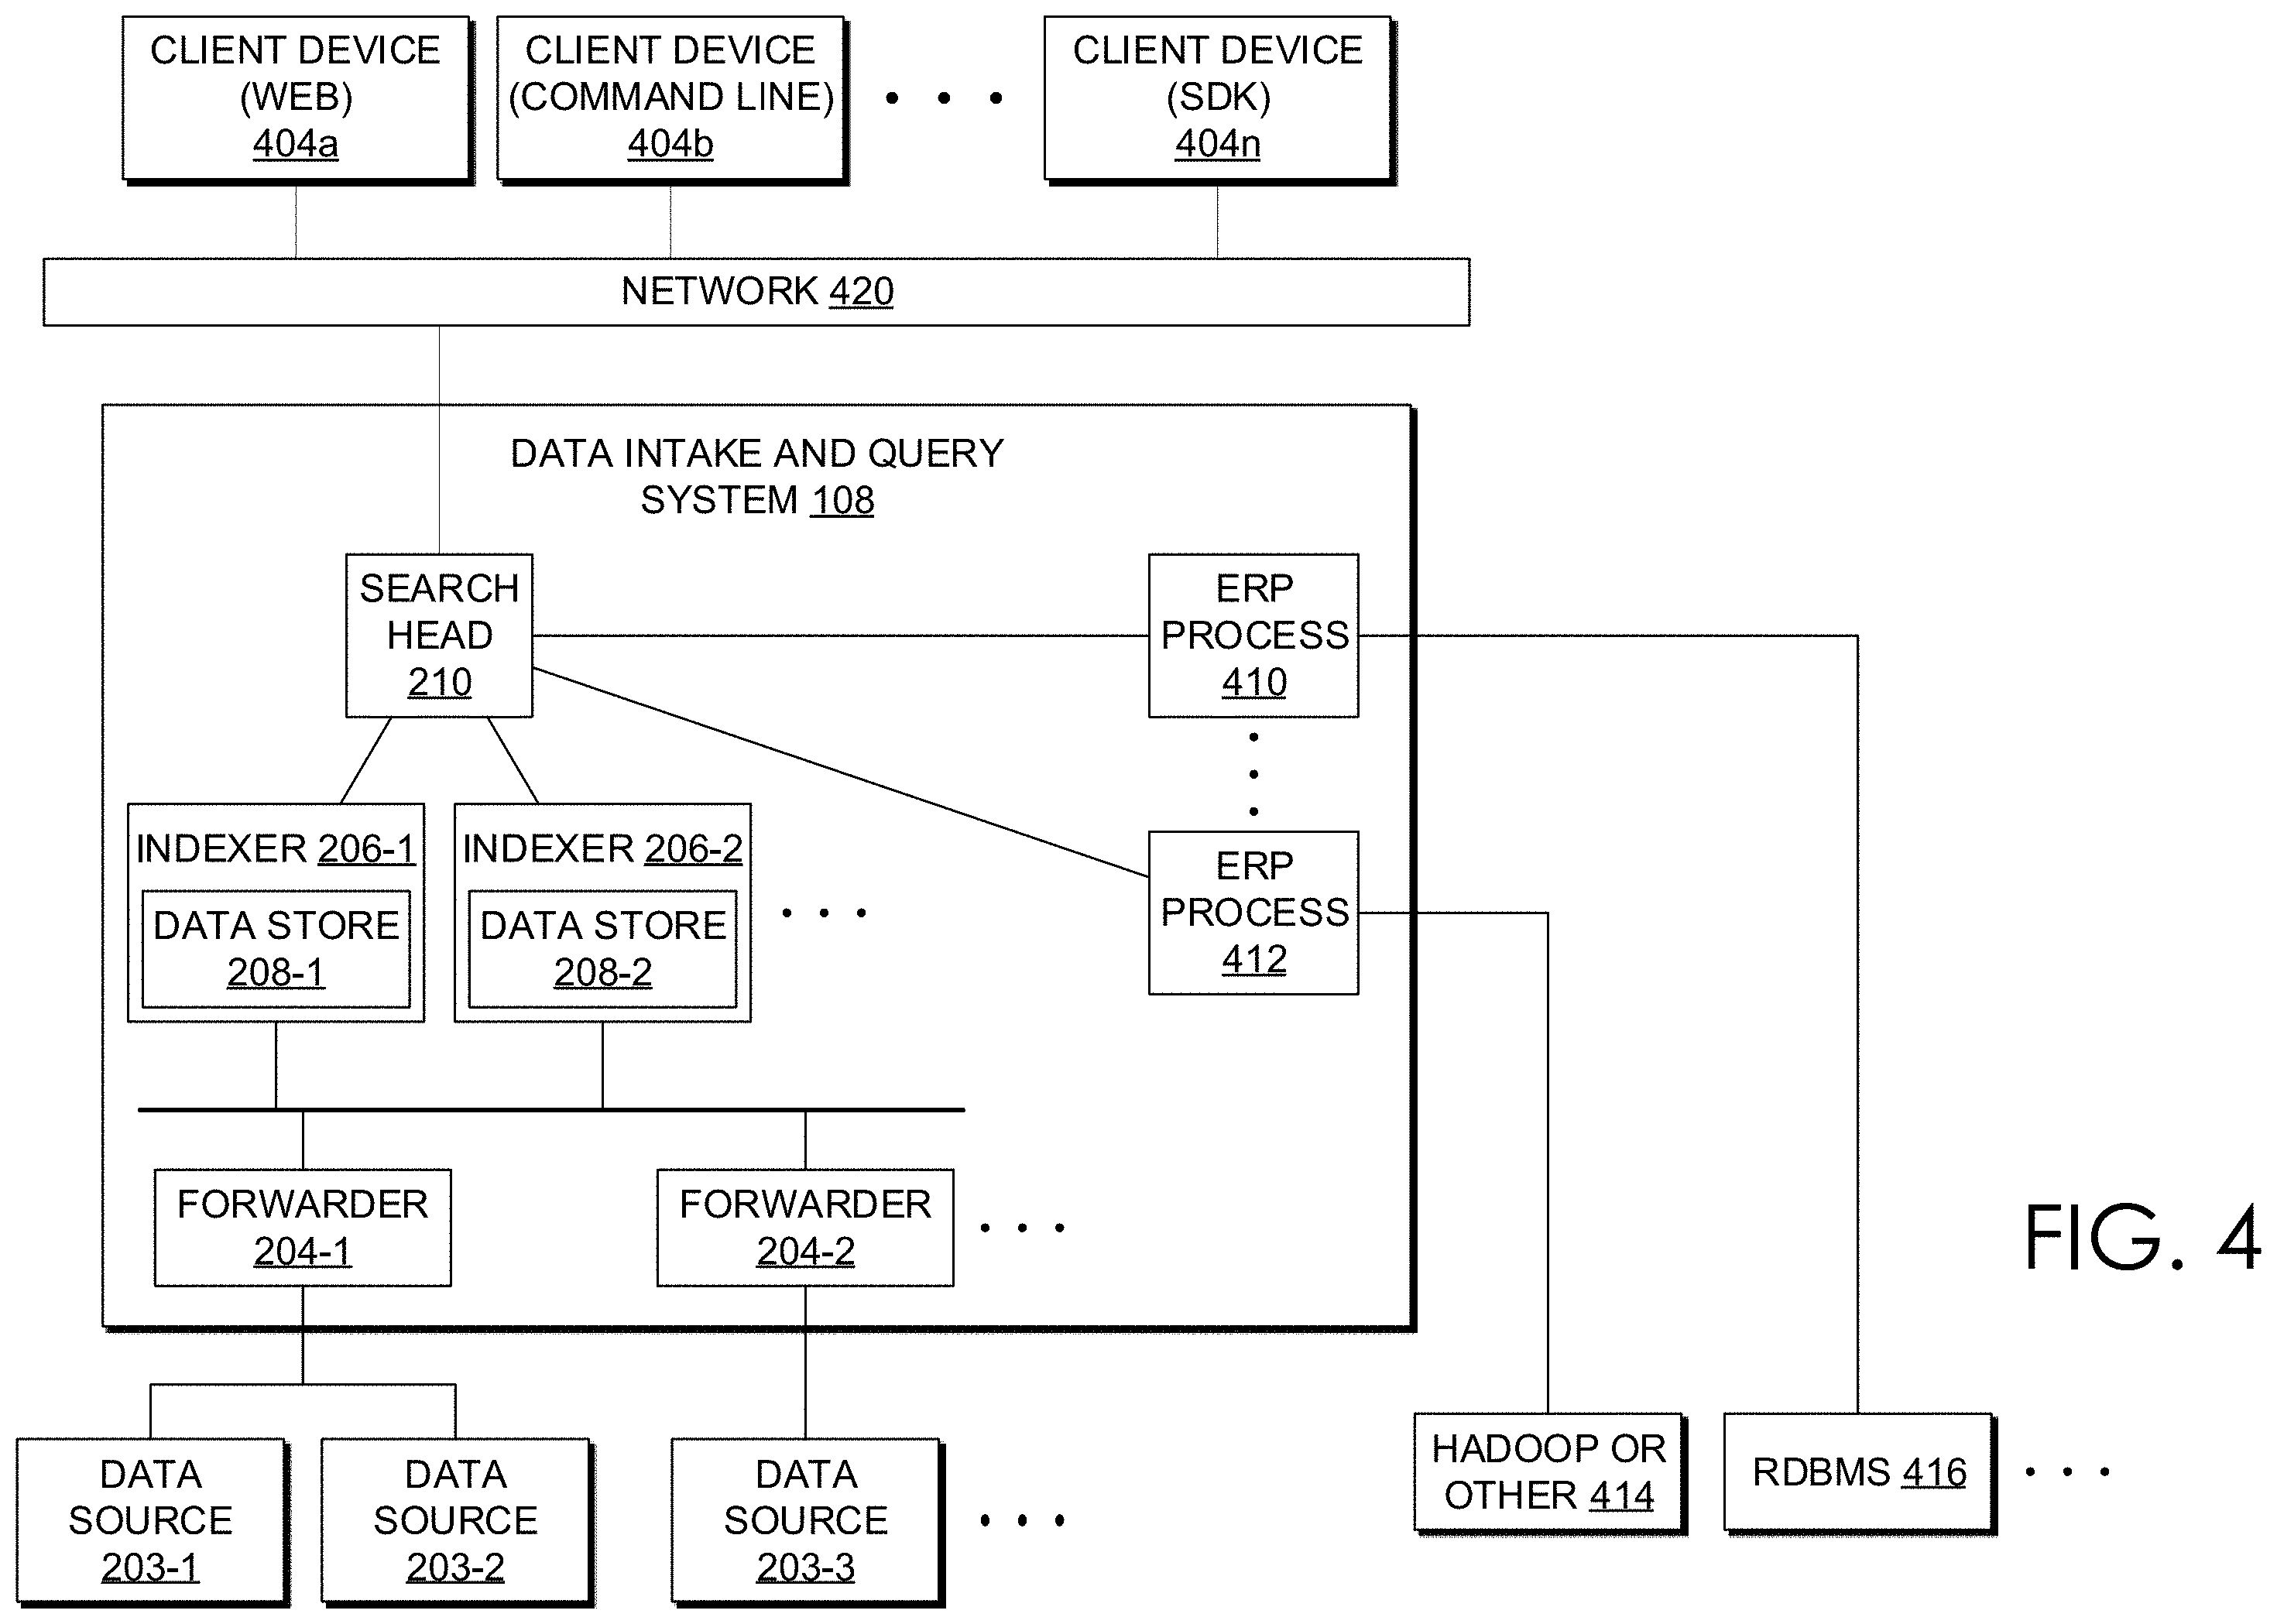 CLIENT DEVICE
(WEB)
404a
CLIENT DEVICE
(COMMAND LINE)
404b
CLIENT DEVICE
(SDK)
404n
NETWORK 420
DATA INTAKE AND QUERY
SYSTEM 108
SEARCH
HEAD
210
ERP
PROCESS
410
INDEXER 206-1
DATA STORE
208-1
INDEXER 206-2
DATA STORE
208-2
ERP
PROCESS
412
FORWARDER
204-1
FORWARDER
204-2
FIG. 4
DATA
SOURCE
203-1
DATA
SOURCE
203-2
DATA
SOURCE
203-3
HADOOP OR
OTHER 414
RDBMS 416